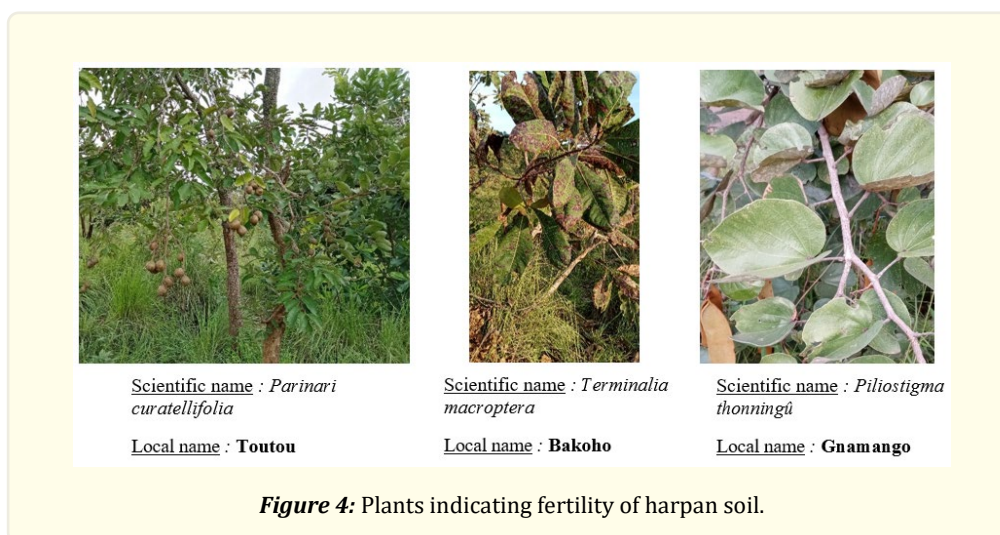 Scientific name : Parinari
curatellifolia
Local name : Toutou
Scientific name : Terminalia
macroptera
Local name : Bakoho
Scientific name : Piliostigma
thonningû
Local name : Gnamango
Figure 4: Plants indicating fertility of harpan soil.